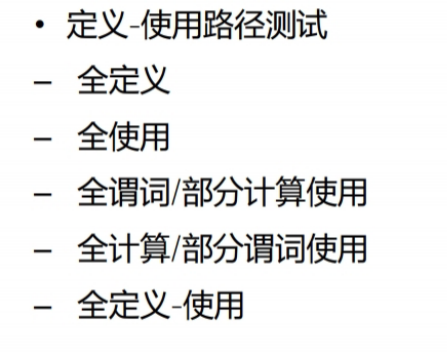 • 定义-使用路径测试
– 全定义
– 全使用
– 全谓词/部分计算使用
– 全计算/部分谓词使用
– 全定义-使用